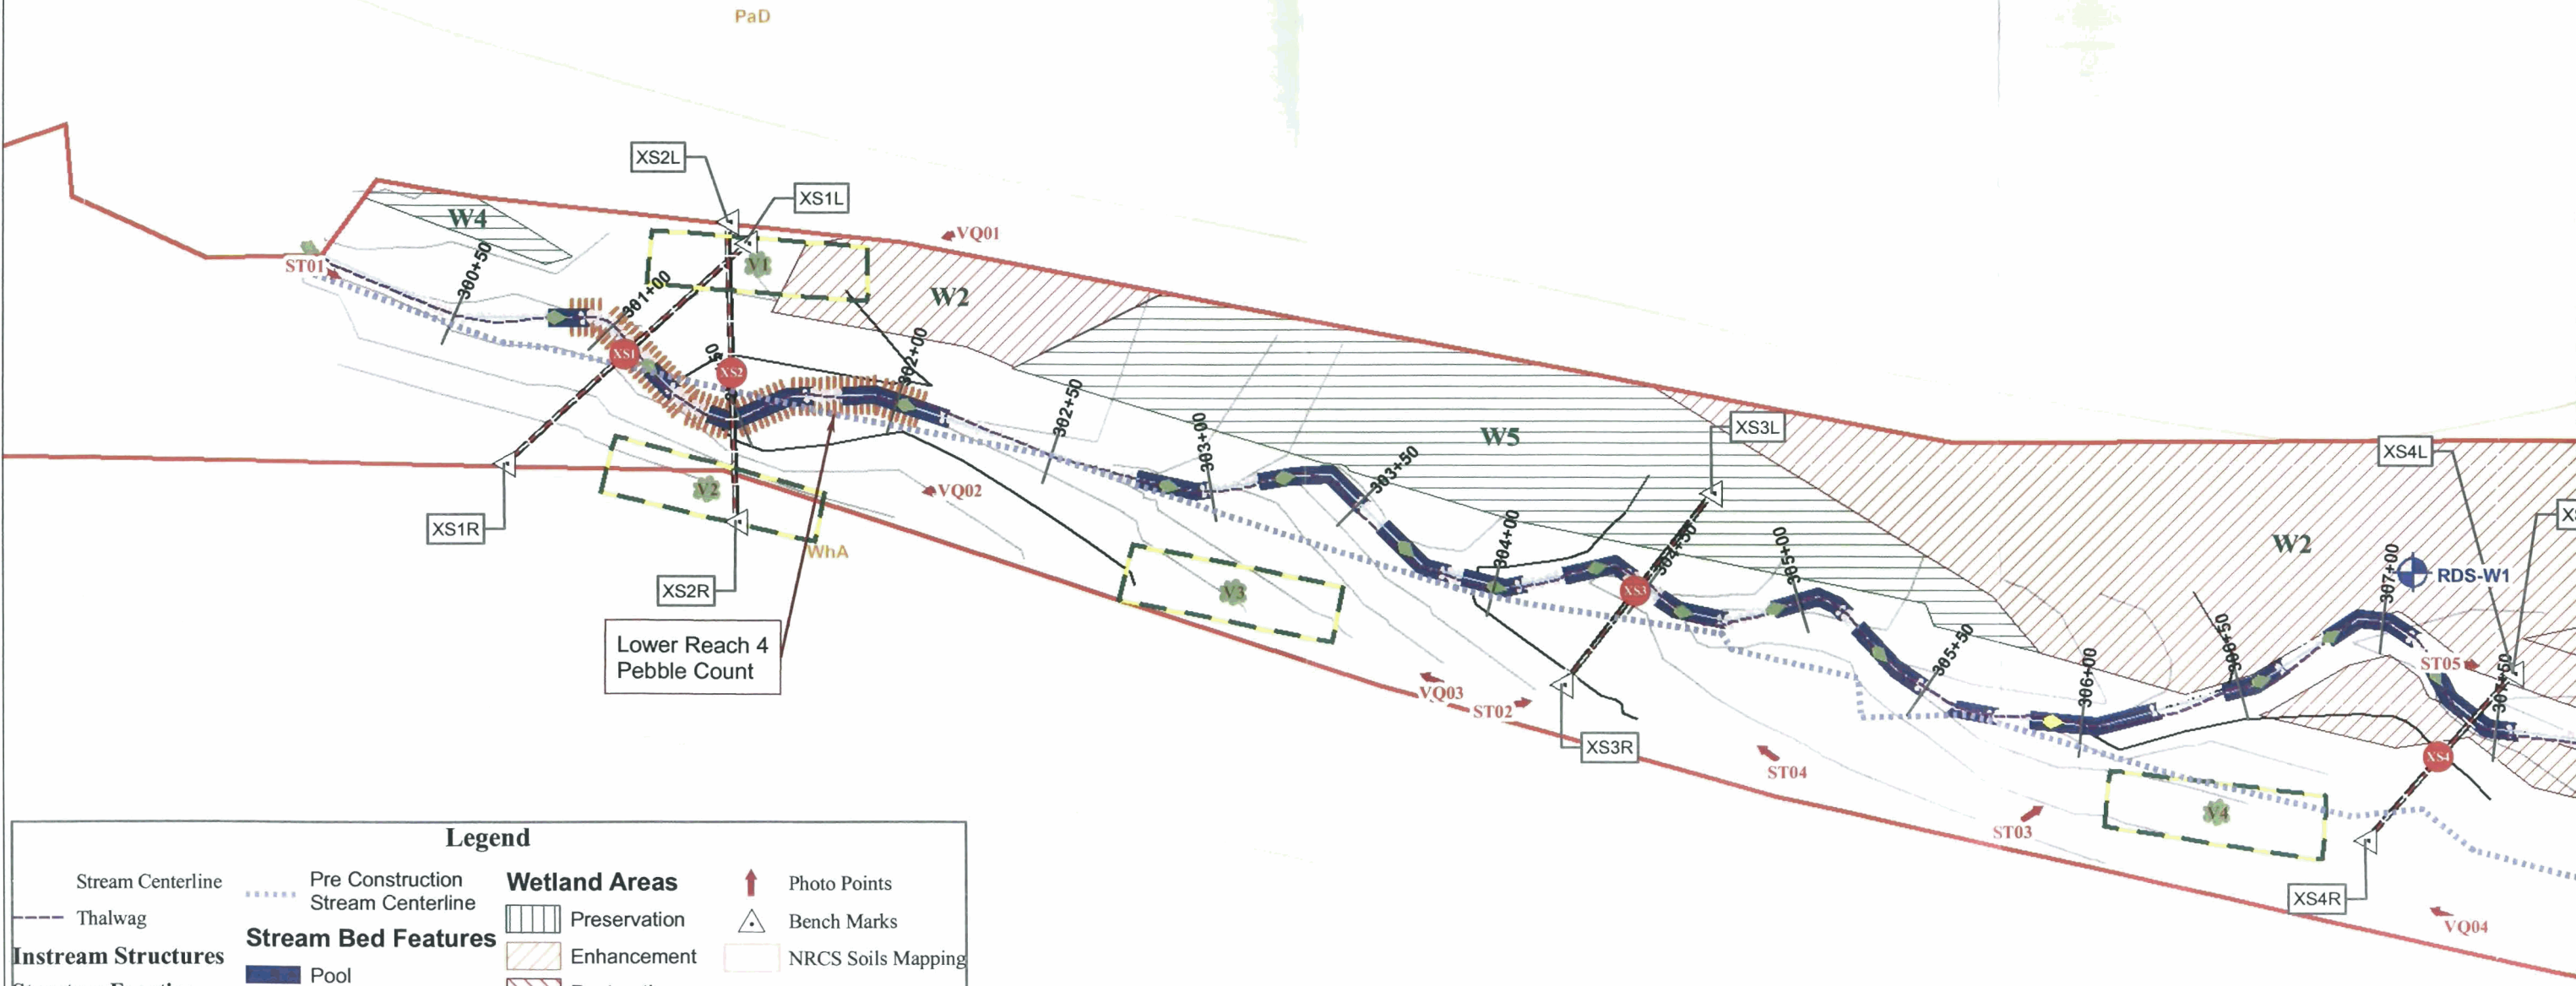 PaD
XS2L
XS1L
W4
VQ01
ST01
300+50
V1
W2
301+00
XS1
XS2
302+00
302+50
303+00
W5
303+50
XS3L
XS4L
V2
VQ02
XS1R
WhA
XS2R
V3
304+00
XS3
304+50
305+00
307+00
RDS-W1
W2
Lower Reach 4
Pebble Count
VQ03
ST02
XS3R
305+50
306+00
306+50
ST05
ST04
ST03
V4
XS4
XS4R
VQ04
Legend
Stream Centerline
Thalwag
Instream Structures
Pre Construction
Stream Centerline
Stream Bed Features
Pool
Wetland Areas
Preservation
Enhancement
Photo Points
Bench Marks
NRCS Soils Mapping